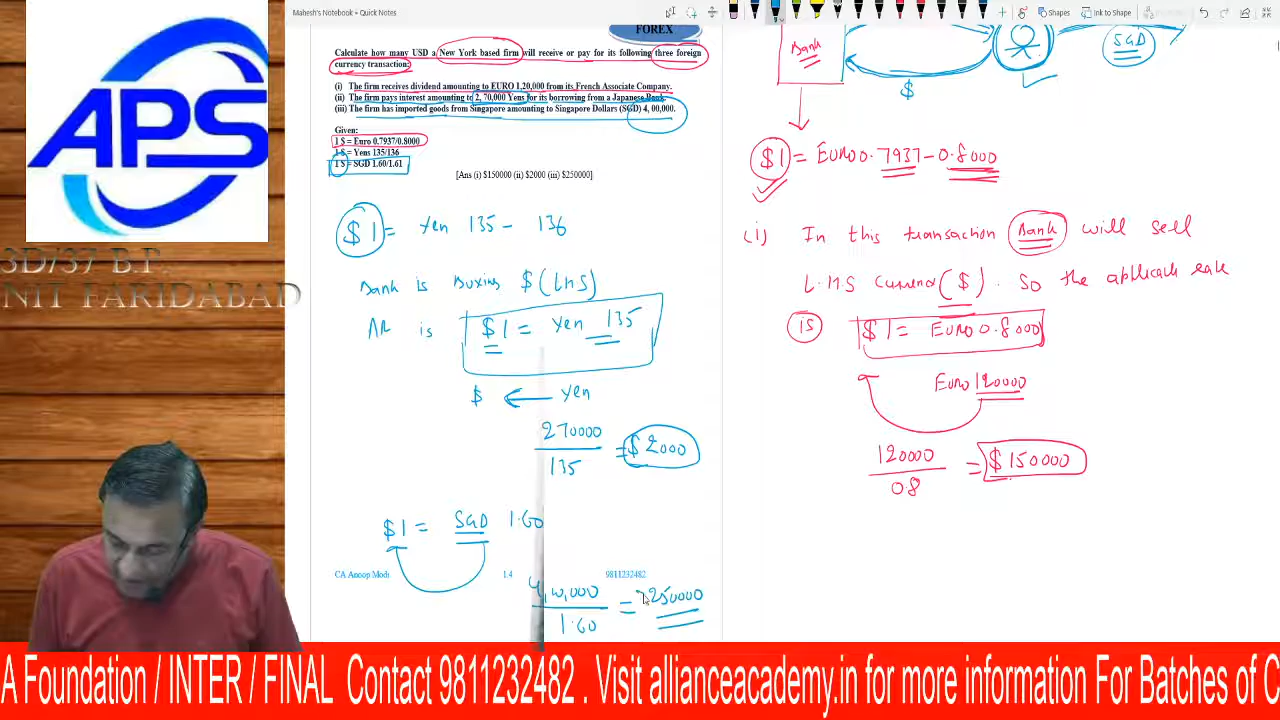 Mahesh's Notebook • Quick Notes
Shapes
Ink to Shape
APS
3D/37 B.P.
NIT FARIDABAD
FOREX
Calculate how many USD a New York based firm will receive or pay for its following three foreign
currency transaction:
(i) The firm receives dividend amounting to EURO 1,20,000 from its French Associate Company.
(ii) The firm pays interest amounting to 2, 70,000 Yens for its borrowing from a Japanese Bank.
(iii) The firm has imported goods from Singapore amounting to Singapore Dollars (SGD) 4, 00,000.
Given:
1 $ = Euro 0.7937/0.8000
1 $ = Yens 135/136
1 $ = SGD 1.60/1.61
[Ans (i) $150000 (ii) $2000 (iii) $250000]
$1 = Yen 135 - 136
Bank is Buying $ (LHS)
AR is $1 = Yen 135
$ ← Yen
270000
135
= $2000
$1 = SGD 1.60
4,00,000
1.60
= 250000
CA Anoop Modi
1.4
9811232482
Bank
SGD
$
$1 = EURO 0.7937 - 0.8000
(i) In this transaction Bank will sell
L.H.S Currency ($). So the applicable rate
is $1 = EURO 0.8000
Euro 120000
120000
0.8
= $150000
A Foundation / INTER / FINAL Contact 9811232482 . Visit allianceacademy.in for more information For Batches of C